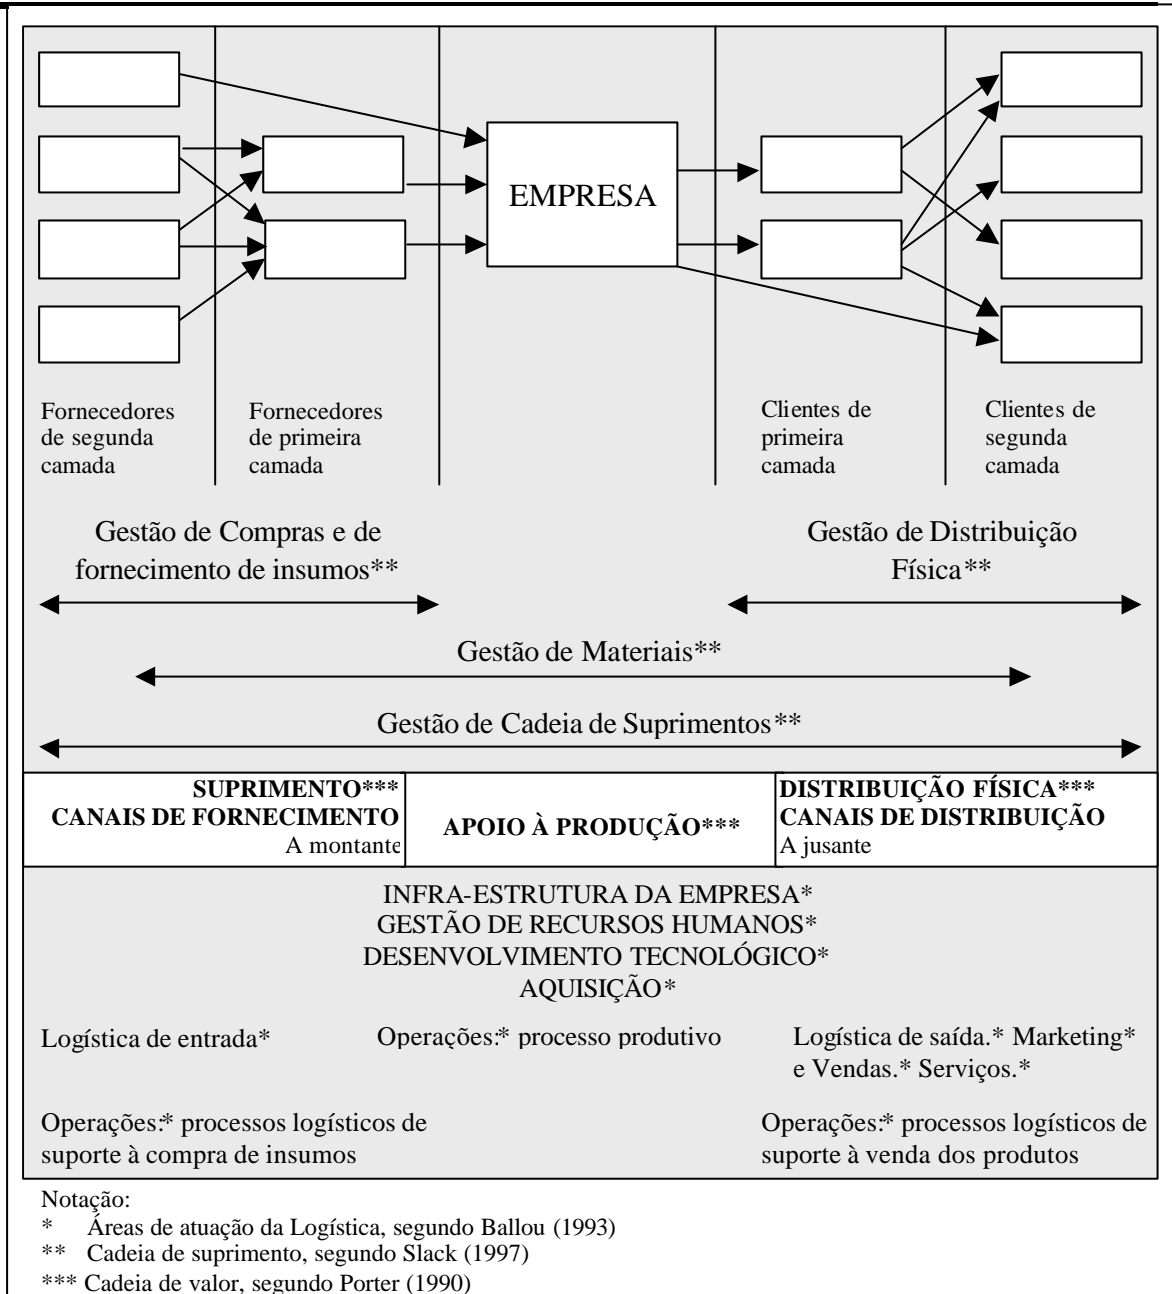 EMPRESA
Fornecedores
de segunda
camada
Fornecedores
de primeira
camada
Clientes de
primeira
camada
Clientes de
segunda
camada
Gestão de Compras e de
fornecimento de insumos**
Gestão de Distribuição
Física**
Gestão de Materiais**
Gestão de Cadeia de Suprimentos**
SUPRIMENTO***
CANAIS DE FORNECIMENTO
A montante
APOIO À PRODUÇÃO***
DISTRIBUIÇÃO FÍSICA***
CANAIS DE DISTRIBUIÇÃO
A jusante
INFRA-ESTRUTURA DA EMPRESA*
GESTÃO DE RECURSOS HUMANOS*
DESENVOLVIMENTO TECNOLÓGICO*
AQUISIÇÃO*
Logística de entrada*
Operações:* processo produtivo
Logística de saída.* Marketing*
e Vendas.* Serviços.*
Operações:* processos logísticos de
suporte à compra de insumos
Operações:* processos logísticos de
suporte à venda dos produtos
Notação:
* Áreas de atuação da Logística, segundo Ballou (1993)
** Cadeia de suprimento, segundo Slack (1997)
*** Cadeia de valor, segundo Porter (1990)